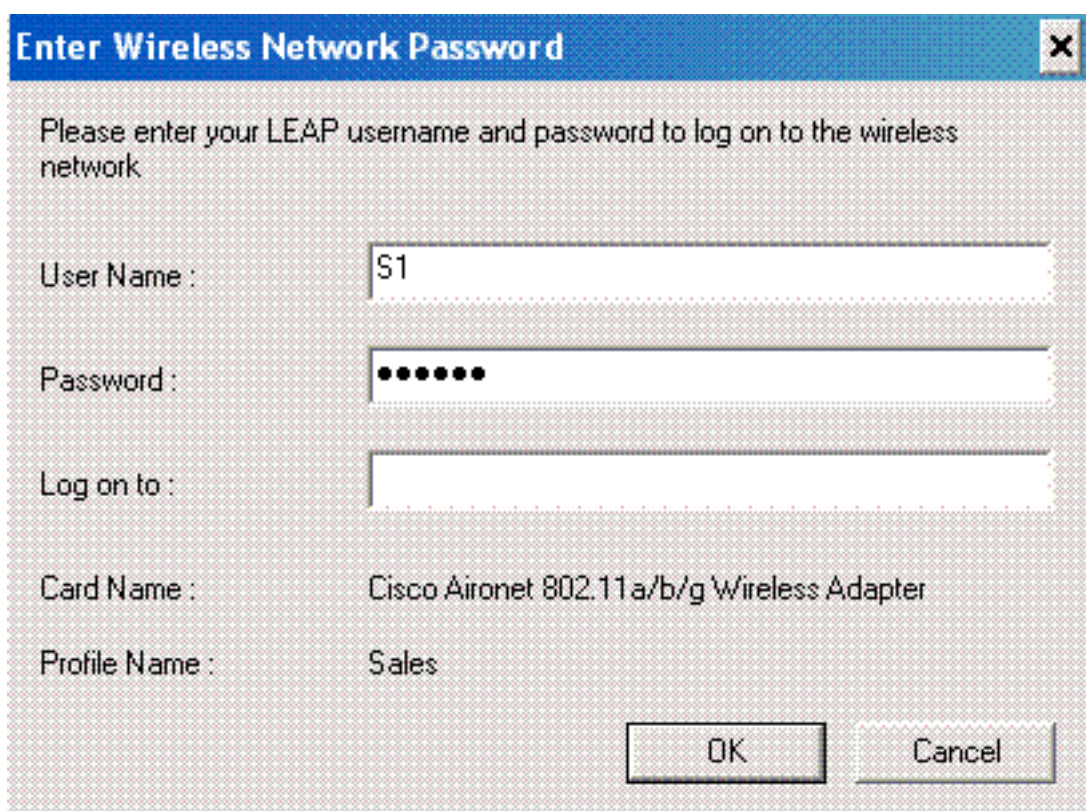 Enter Wireless Network Password
Please enter your LEAP username and password to log on to the wireless
network
User Name : S1
Password : ●●●●●●
Log on to :
Card Name : Cisco Aironet 802.11a/b/g Wireless Adapter
Profile Name : Sales
OK Cancel